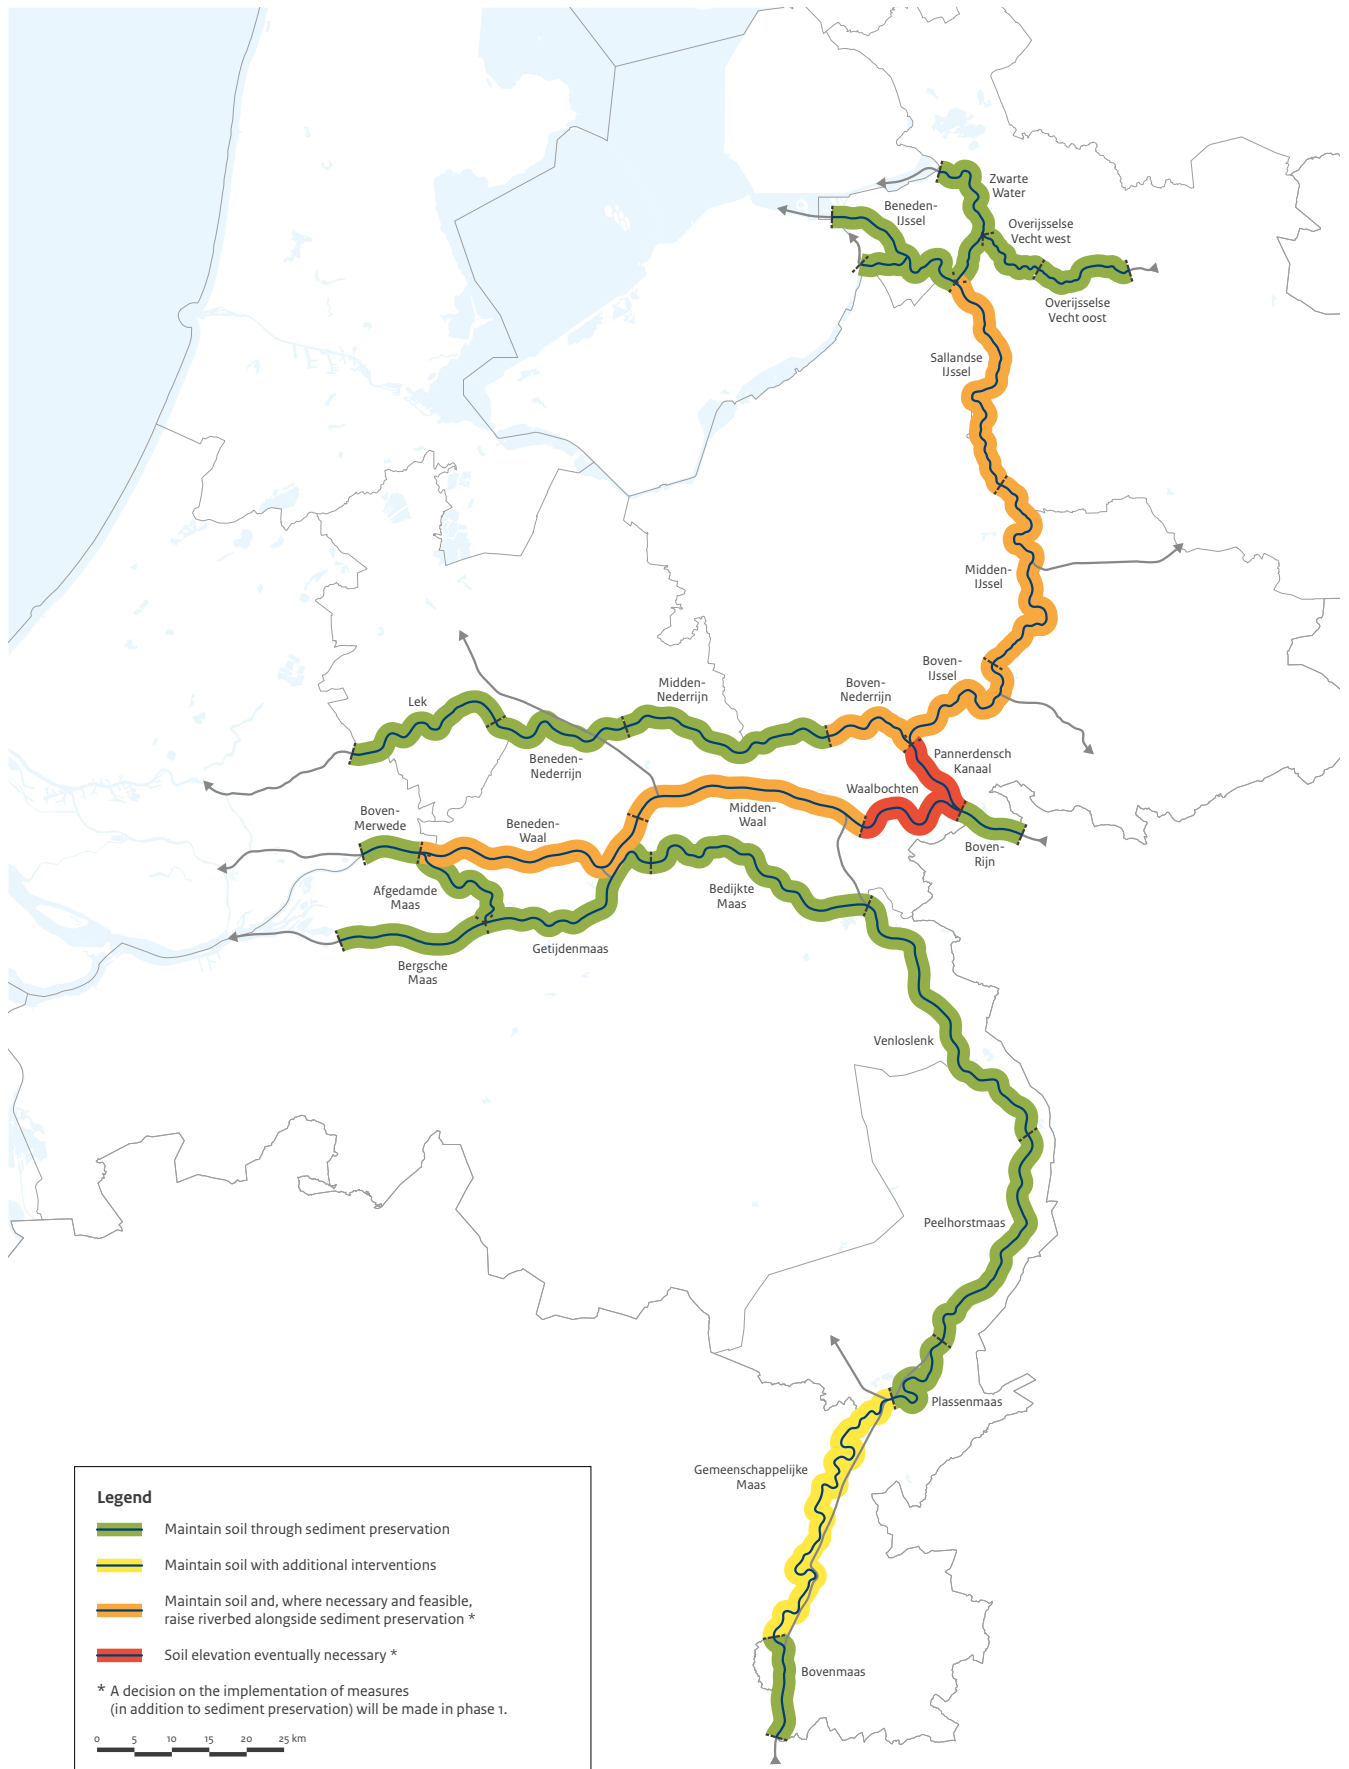 Zwarte
Water
Beneden-
IJssel
Overijsselse
Vecht west
Overijsselse
Vecht oost
Sallandse
IJssel
Midden-
IJssel
Boven-
IJssel
Midden-
Nederrijn
Boven-
Nederrijn
Lek
Beneden-
Nederrijn
Pannerdensch
Kanaal
Waalbochten
Boven-
Merwede
Beneden-
Waal
Midden-
Waal
Boven-
Rijn
Afgedamde
Maas
Bedijkte
Maas
Getijdenmaas
Bergsche
Maas
Venloslenk
Peelhorstmaas
Plassenmaas
Gemeenschappelijke
Maas
Bovenmaas
Legend
Maintain soil through sediment preservation
Maintain soil with additional interventions
Maintain soil and, where necessary and feasible,
raise riverbed alongside sediment preservation *
Soil elevation eventually necessary *
* A decision on the implementation of measures
(in addition to sediment preservation) will be made in phase 1.
0 5 10 15 20 25 km